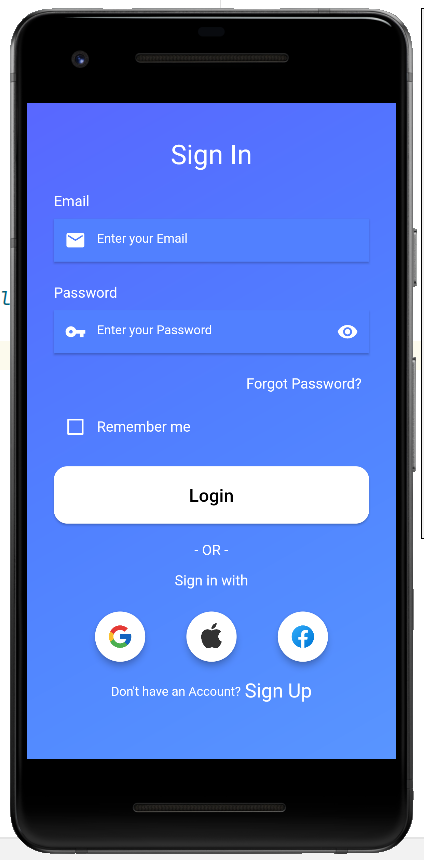 Sign In
Email
Enter your Email
Password
Enter your Password
Forgot Password?
Remember me
Login
- OR -
Sign in with
Don't have an Account? Sign Up